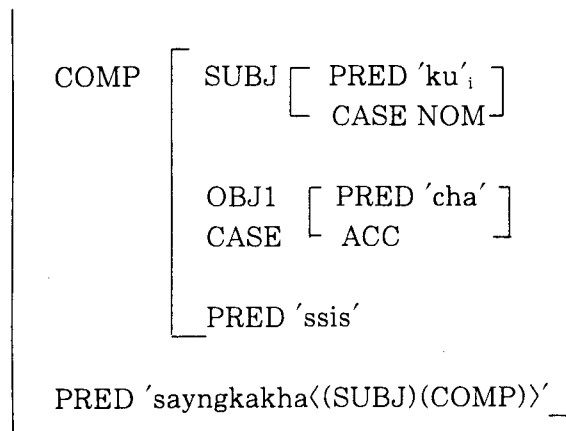 COMP SUBJ PRED ′ku′ᵢ
CASE NOM
OBJ1 PRED ′cha′
CASE ACC
PRED ′ssis′
PRED ′sayngkakha⟨(SUBJ)(COMP)⟩′